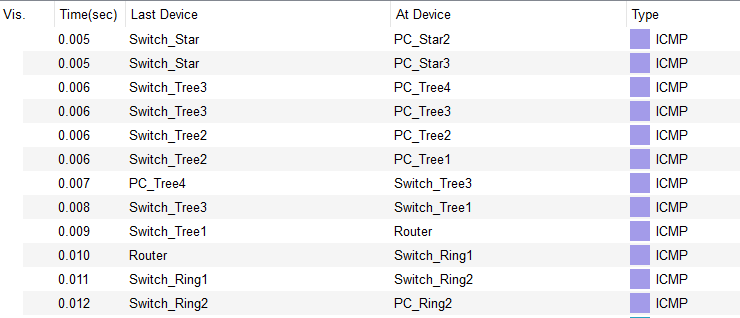 Vis. Time(sec) Last Device At Device Type
0.005 Switch_Star PC_Star2 ICMP
0.005 Switch_Star PC_Star3 ICMP
0.006 Switch_Tree3 PC_Tree4 ICMP
0.006 Switch_Tree3 PC_Tree3 ICMP
0.006 Switch_Tree2 PC_Tree2 ICMP
0.006 Switch_Tree2 PC_Tree1 ICMP
0.007 PC_Tree4 Switch_Tree3 ICMP
0.008 Switch_Tree3 Switch_Tree1 ICMP
0.009 Switch_Tree1 Router ICMP
0.010 Router Switch_Ring1 ICMP
0.011 Switch_Ring1 Switch_Ring2 ICMP
0.012 Switch_Ring2 PC_Ring2 ICMP